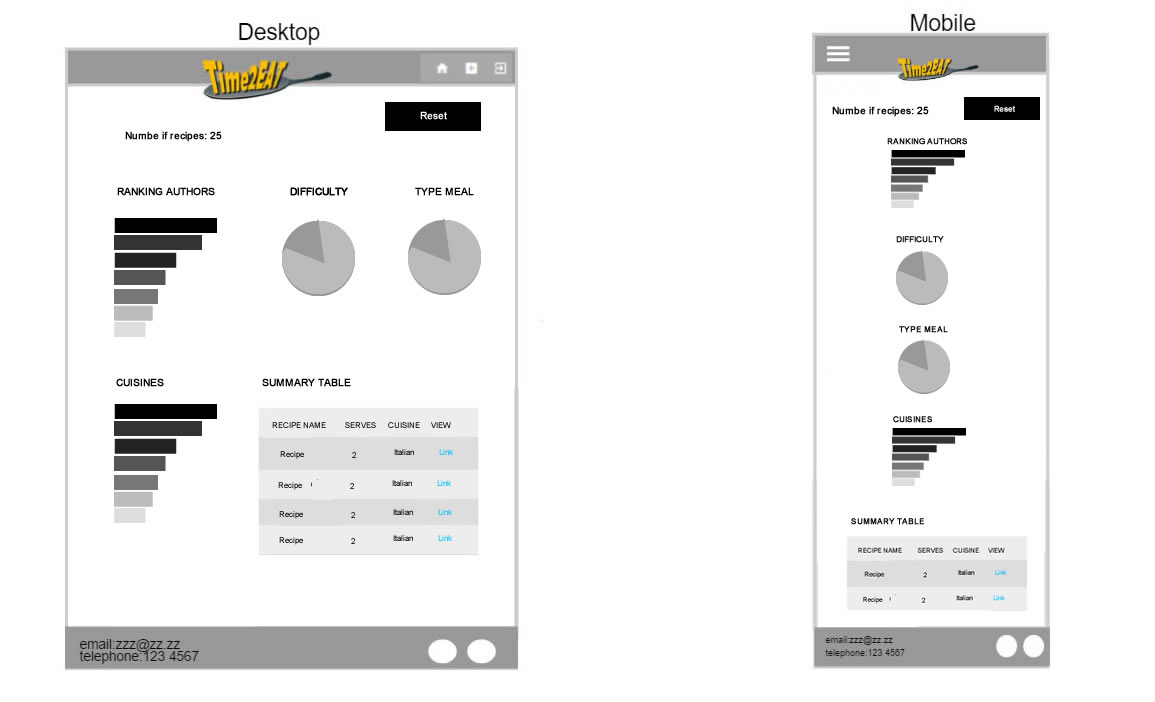 Desktop
Time2EAT
Numbe if recipes: 25
Reset
RANKING AUTHORS
DIFFICULTY
TYPE MEAL
CUISINES
SUMMARY TABLE
RECIPE NAME SERVES CUISINE VIEW
Recipe 2 Italian Link
Recipe 2 Italian Link
Recipe 2 Italian Link
Recipe 2 Italian Link
email:zzz@zz.zz
telephone:123 4567
Mobile
Time2EAT
Numbe if recipes: 25
Reset
RANKING AUTHORS
DIFFICULTY
TYPE MEAL
CUISINES
SUMMARY TABLE
RECIPE NAME SERVES CUISINE VIEW
Recipe 2 Italian Link
Recipe 2 Italian Link
email:zzz@zz.zz
telephone:123 4567